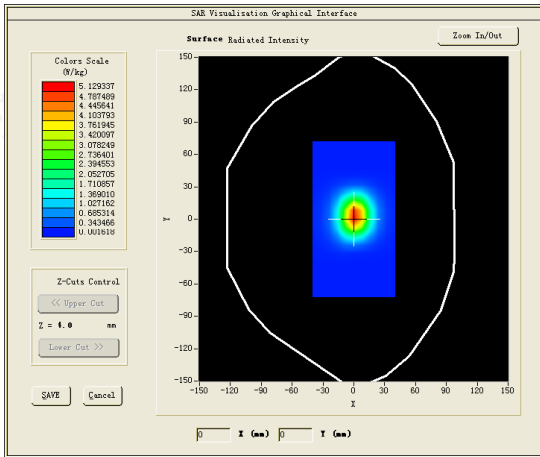 SAR Visualisation Graphical Interface
Surface Radiated Intensity
Zoom In/Out
Colors Scale
(W/kg)
5.129337
4.787489
4.445641
4.103793
3.761945
3.420097
3.078249
2.736401
2.394553
2.052705
1.710857
1.369010
1.027162
0.685314
0.343466
0.001618
Z-Cuts Control
<< Upper Cut
Z = 4.0 mm
Lower Cut >>
SAVE Cancel
150
120
90
60
30
0
-30
-60
-90
-120
-150
Y
-150 -120 -90 -60 -30 0 30 60 90 120 150
X
0 X (mm) 0 Y (mm)